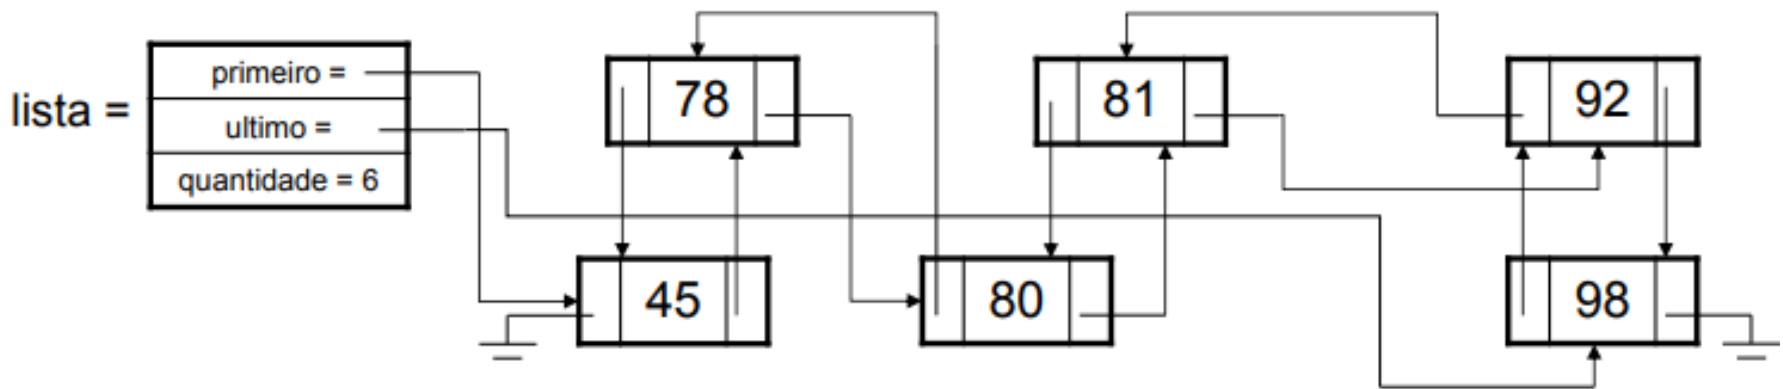 lista =
primeiro =
ultimo =
quantidade = 6
78
81
92
45
80
98